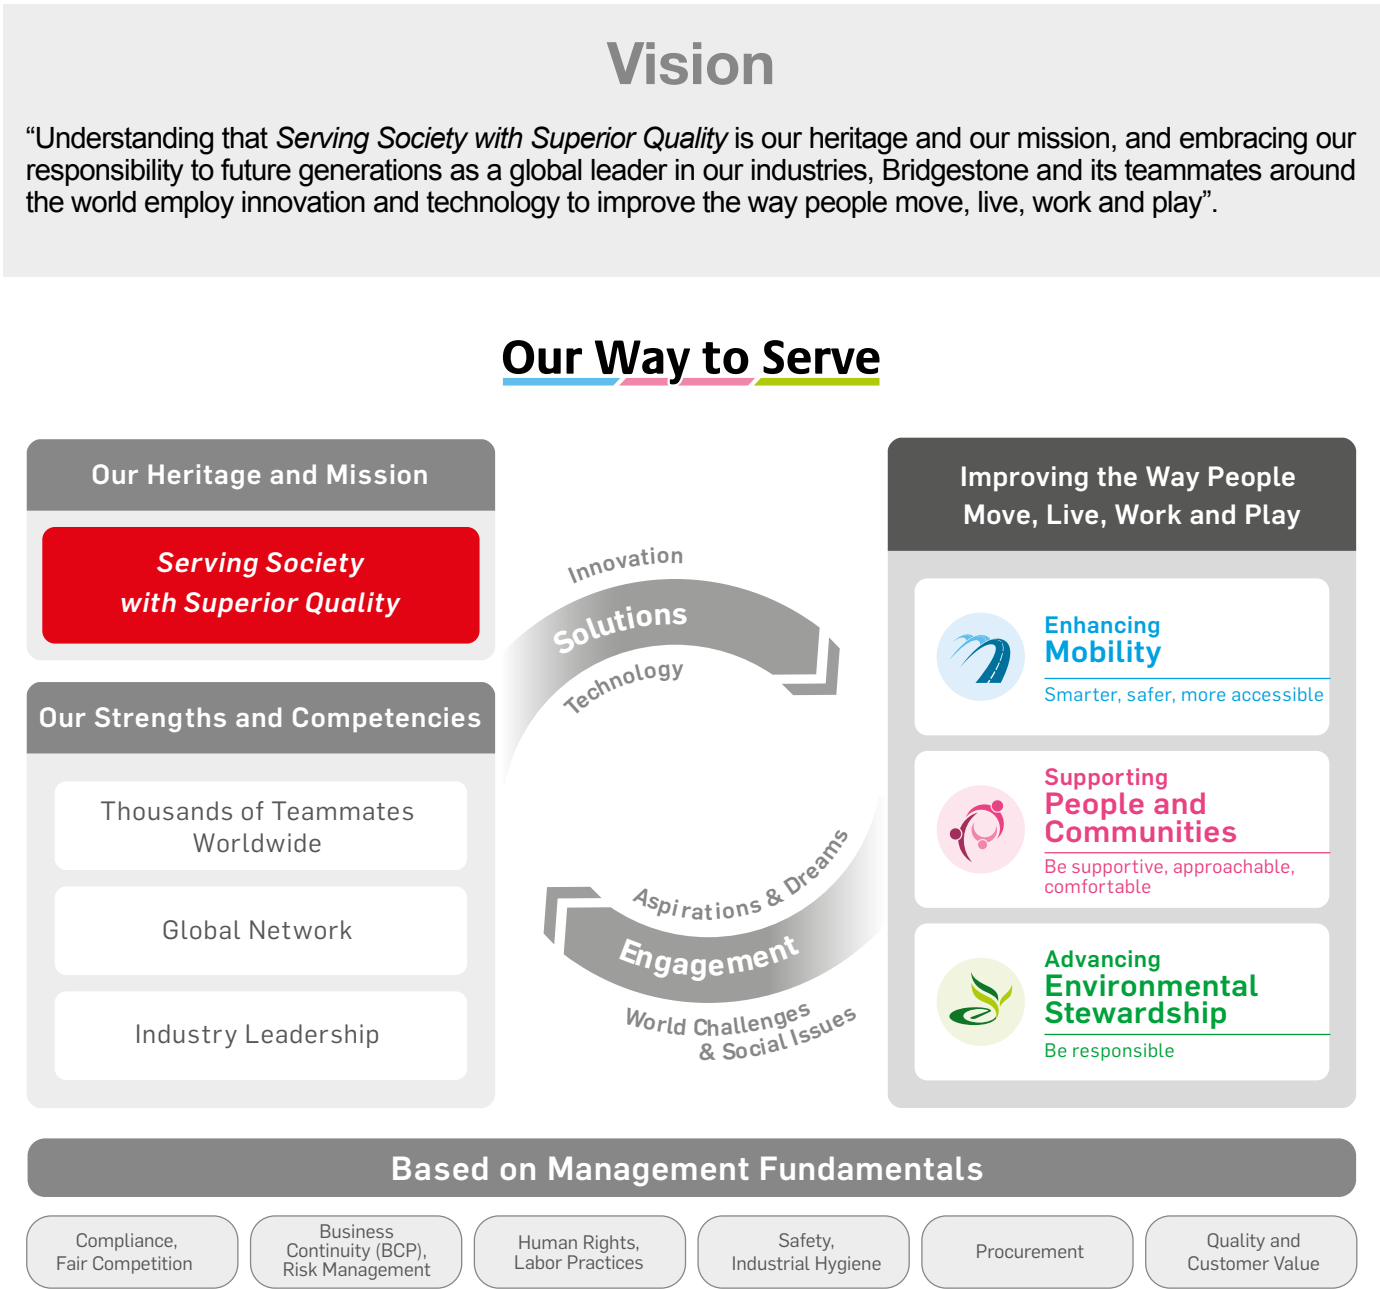 Vision
“Understanding that Serving Society with Superior Quality is our heritage and our mission, and embracing our
responsibility to future generations as a global leader in our industries, Bridgestone and its teammates around
the world employ innovation and technology to improve the way people move, live, work and play”.
Our Way to Serve
Our Heritage and Mission
Serving Society
with Superior Quality
Our Strengths and Competencies
Thousands of Teammates
Worldwide
Global Network
Industry Leadership
Innovation
Solutions
Technology
Aspirations & Dreams
Engagement
World Challenges
& Social Issues
Improving the Way People
Move, Live, Work and Play
Enhancing
Mobility
Smarter, safer, more accessible
Supporting
People and
Communities
Be supportive, approachable,
comfortable
Advancing
Environmental
Stewardship
Be responsible
Based on Management Fundamentals
Compliance,
Fair Competition
Business
Continuity (BCP),
Risk Management
Human Rights,
Labor Practices
Safety,
Industrial Hygiene
Procurement
Quality and
Customer Value